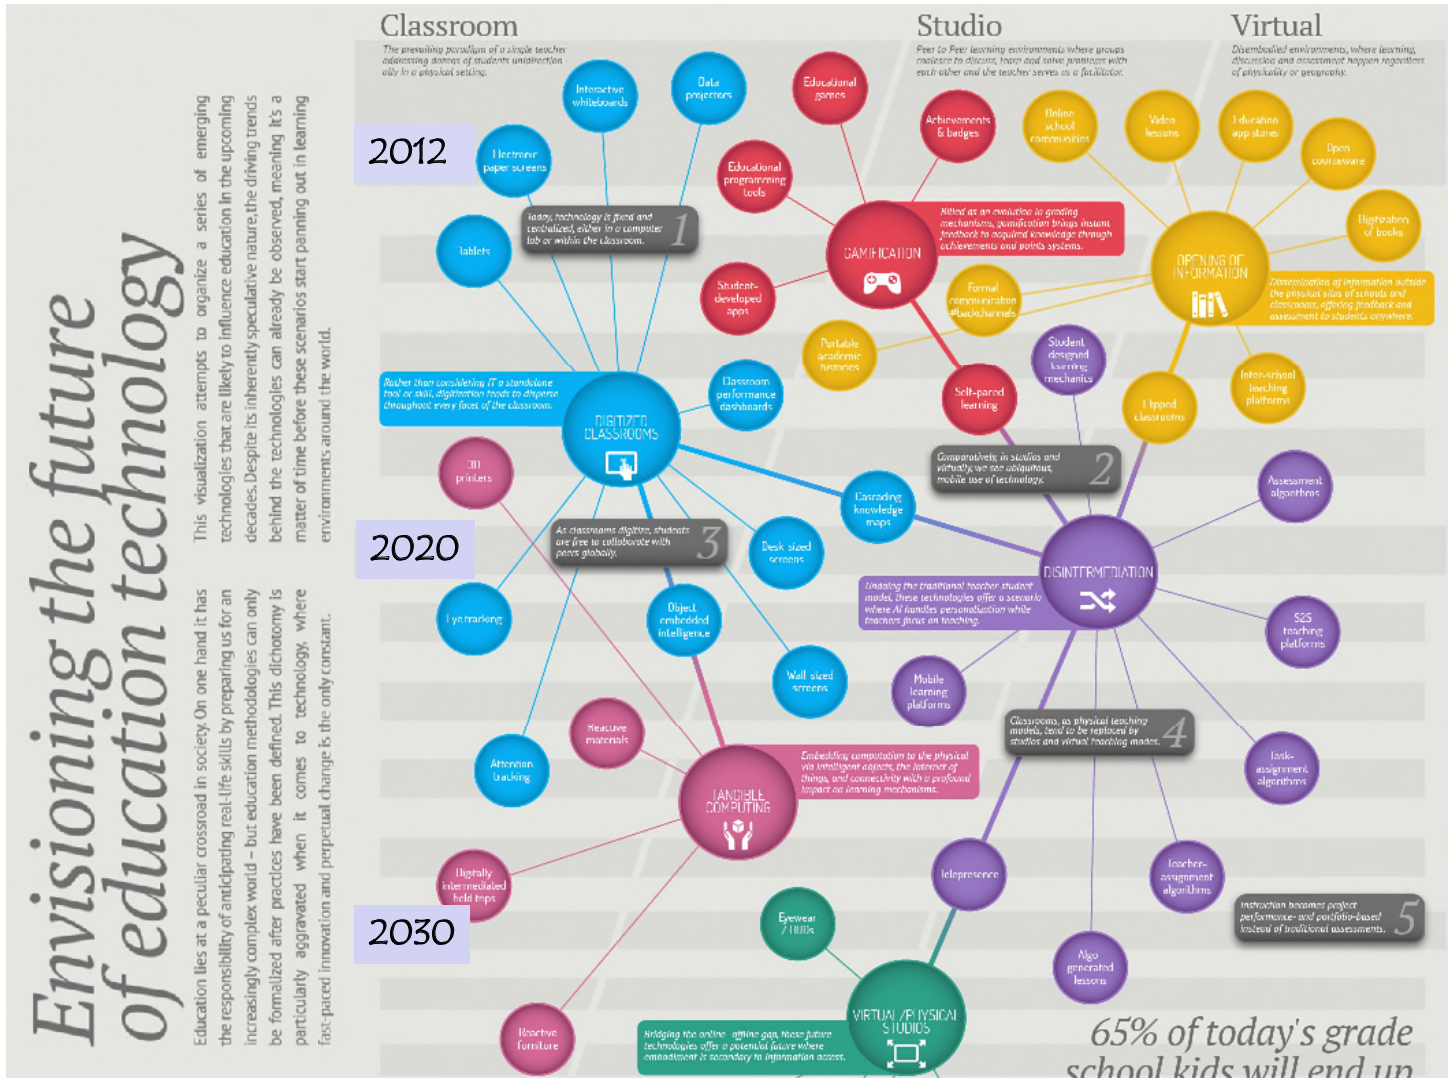 Envisioning the future
of education technology
This visualization attempts to organize a series of emerging
technologies that are likely to influence education in the upcoming
decades. Despite its inherently speculative nature, the driving trends
behind the technologies can already be observed, meaning it's a
matter of time before these scenarios start panning out in learning
environments around the world.
Education lies at a peculiar crossroad in society. On one hand it has
the responsibility of anticipating real-life skills by preparing us for an
increasingly complex world – but education methodologies can only
be formalized after practices have been defined. This dichotomy is
particularly aggravated when it comes to technology, where
fast-paced innovation and perpetual change is the only constant.
Classroom
The prevailing paradigm of a single teacher
addressing dozens of students unidirection
ally in a physical setting.
Studio
Peer to Peer learning environments where groups
coalesce to discuss, learn and solve problems with
each other and the teacher serves as a facilitator.
Virtual
Disembodied environments, where learning,
discussion and assessment happen regardless
of physicality or geography.
2012
Interactive
whiteboards
Data
projectors
Educational
games
Achievements
& badges
Online
school
communities
Video
lessons
Education
app stores
Open
courseware
Electronic
paper screens
Educational
programming
tools
Today, technology is fixed and
centralized, either in a computer
lab or within the classroom.
1
Billed as an evolution to grading
mechanisms, gamification brings instant
feedback to acquired knowledge through
achievements and points systems.
Digitization
of books
Tablets
GAMIFICATION
OPENING OF
INFORMATION
Student-
developed
apps
Formal
communication
#backchannels
Dissemination of information outside
the physical silos of schools and
classrooms, offering feedback and
assessment to students anywhere.
Portable
academic
histories
Student
designed
learning
mechanics
Rather than considering IT a standalone
tool or skill, digitization tends to disperse
throughout every facet of the classroom.
Classroom
performance
dashboards
Self-paced
learning
Flipped
classrooms
Inter-school
teaching
platforms
DIGITIZED
CLASSROOMS
3D
printers
Comparatively, in studios and
virtually, we see ubiquitous,
mobile use of technology.
2
Assessment
algorithms
Cascading
knowledge
maps
2020
As classrooms digitize, students
are free to collaborate with
peers globally.
3
Desk sized
screens
DISINTERMEDIATION
Undoing the traditional teacher student
model, these technologies offer a scenario
where AI handles personalization while
teachers focus on teaching.
Eye tracking
Object
embedded
intelligence
S2S
teaching
platforms
Wall sized
screens
Mobile
learning
platforms
Reactive
materials
Classrooms, as physical teaching
models, tend to be replaced by
studios and virtual teaching modes.
4
Attention
tracking
Embedding computation to the physical
via intelligent objects, the internet of
things, and connectivity with a profound
impact on learning mechanisms.
Task-
assignment
algorithms
TANGIBLE
COMPUTING
Digitally
intermediated
field trips
Telepresence
Teacher-
assignment
algorithms
2030
Eyewear
/ HUDs
Instruction becomes project
performance- and portfolio-based
instead of traditional assessments.
5
Algo
generated
lessons
Reactive
furniture
VIRTUAL/PHYSICAL
STUDIOS
Bridging the online offline gap, these future
technologies offer a potential future where
embodiment is secondary to information access.
65% of today's grade
school kids will end up